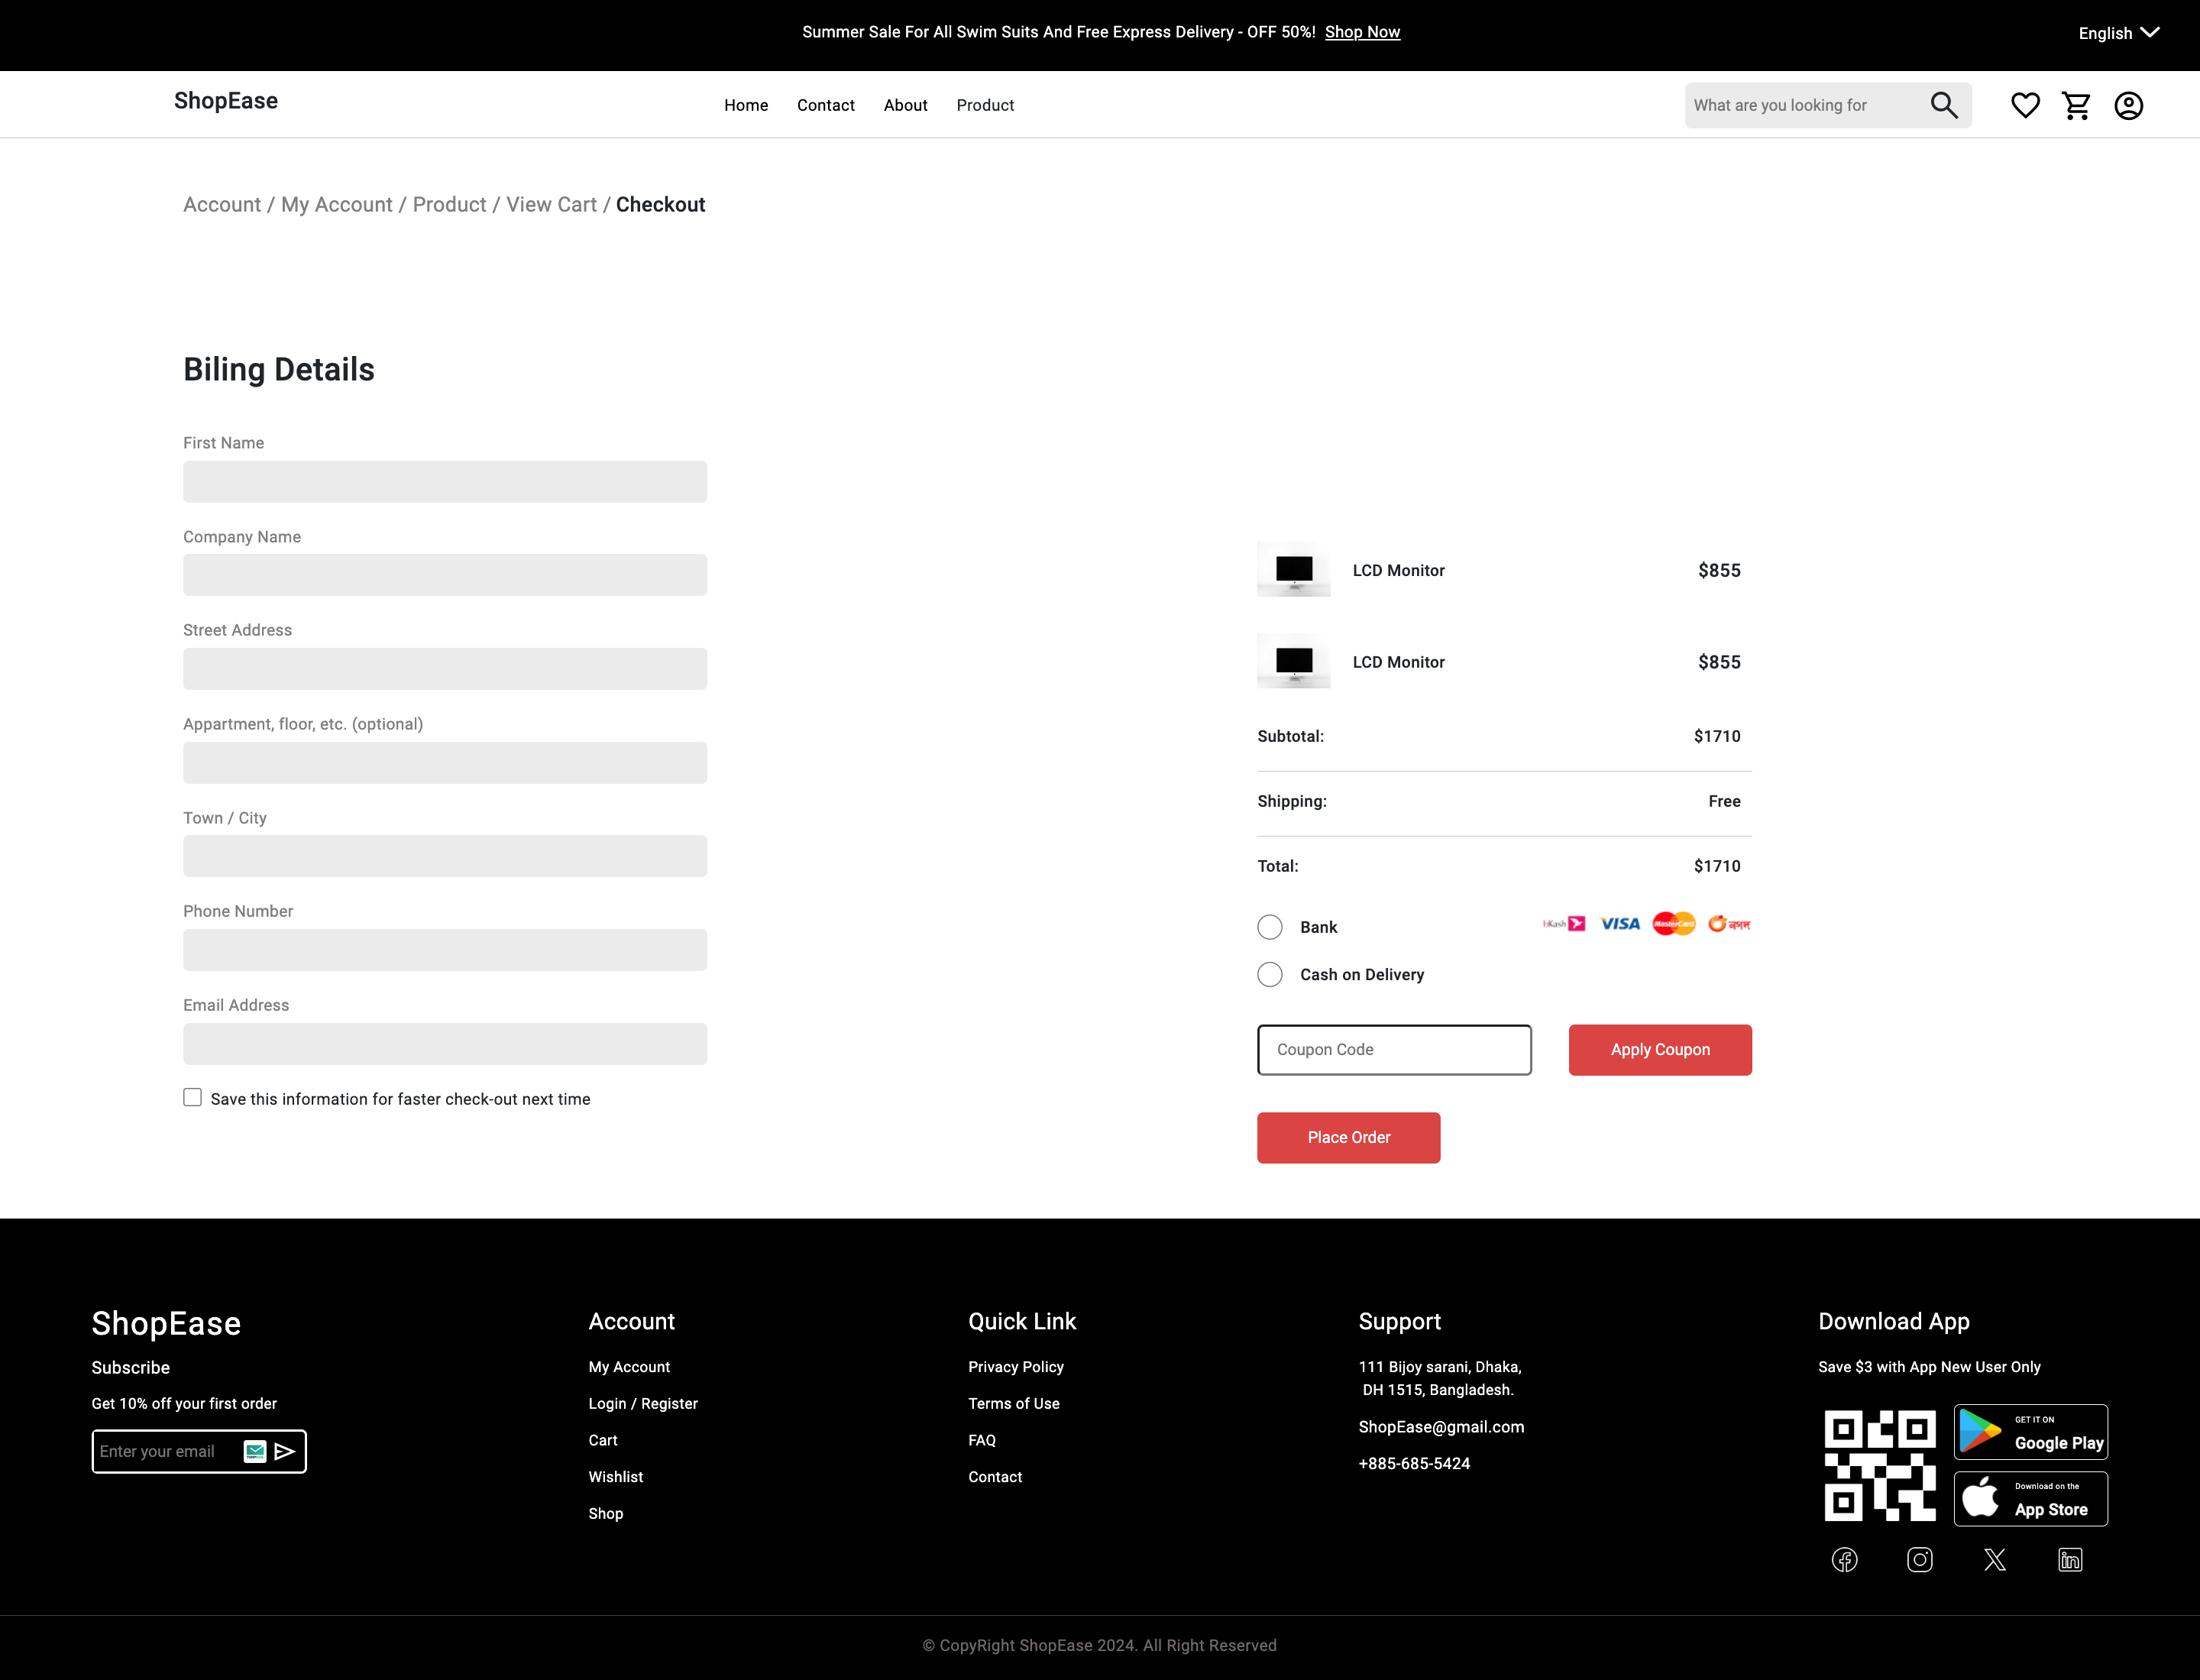 Summer Sale For All Swim Suits And Free Express Delivery - OFF 50%! Shop Now
English
ShopEase
Home
Contact
About
Product
What are you looking for
Account / My Account / Product / View Cart / Checkout
Biling Details
First Name
Company Name
Street Address
Appartment, floor, etc. (optional)
Town / City
Phone Number
Email Address
Save this information for faster check-out next time
LCD Monitor
$855
LCD Monitor
$855
Subtotal:
$1710
Shipping:
Free
Total:
$1710
Bank
bKash
VISA
MasterCard
নগদ
Cash on Delivery
Coupon Code
Apply Coupon
Place Order
ShopEase
Subscribe
Get 10% off your first order
Enter your email
Account
My Account
Login / Register
Cart
Wishlist
Shop
Quick Link
Privacy Policy
Terms of Use
FAQ
Contact
Support
111 Bijoy sarani, Dhaka,
DH 1515, Bangladesh.
ShopEase@gmail.com
+885-685-5424
Download App
Save $3 with App New User Only
GET IT ON
Google Play
Download on the
App Store
© CopyRight ShopEase 2024. All Right Reserved